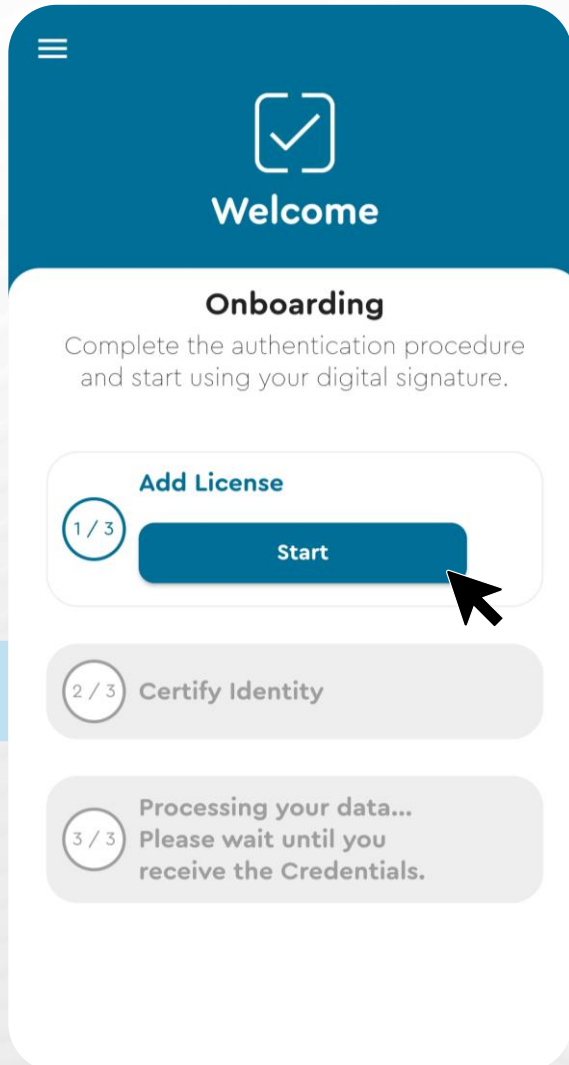 Welcome
Onboarding
Complete the authentication procedure
and start using your digital signature.
Add License
1 / 3
Start
2 / 3
Certify Identity
3 / 3
Processing your data...
Please wait until you
receive the Credentials.